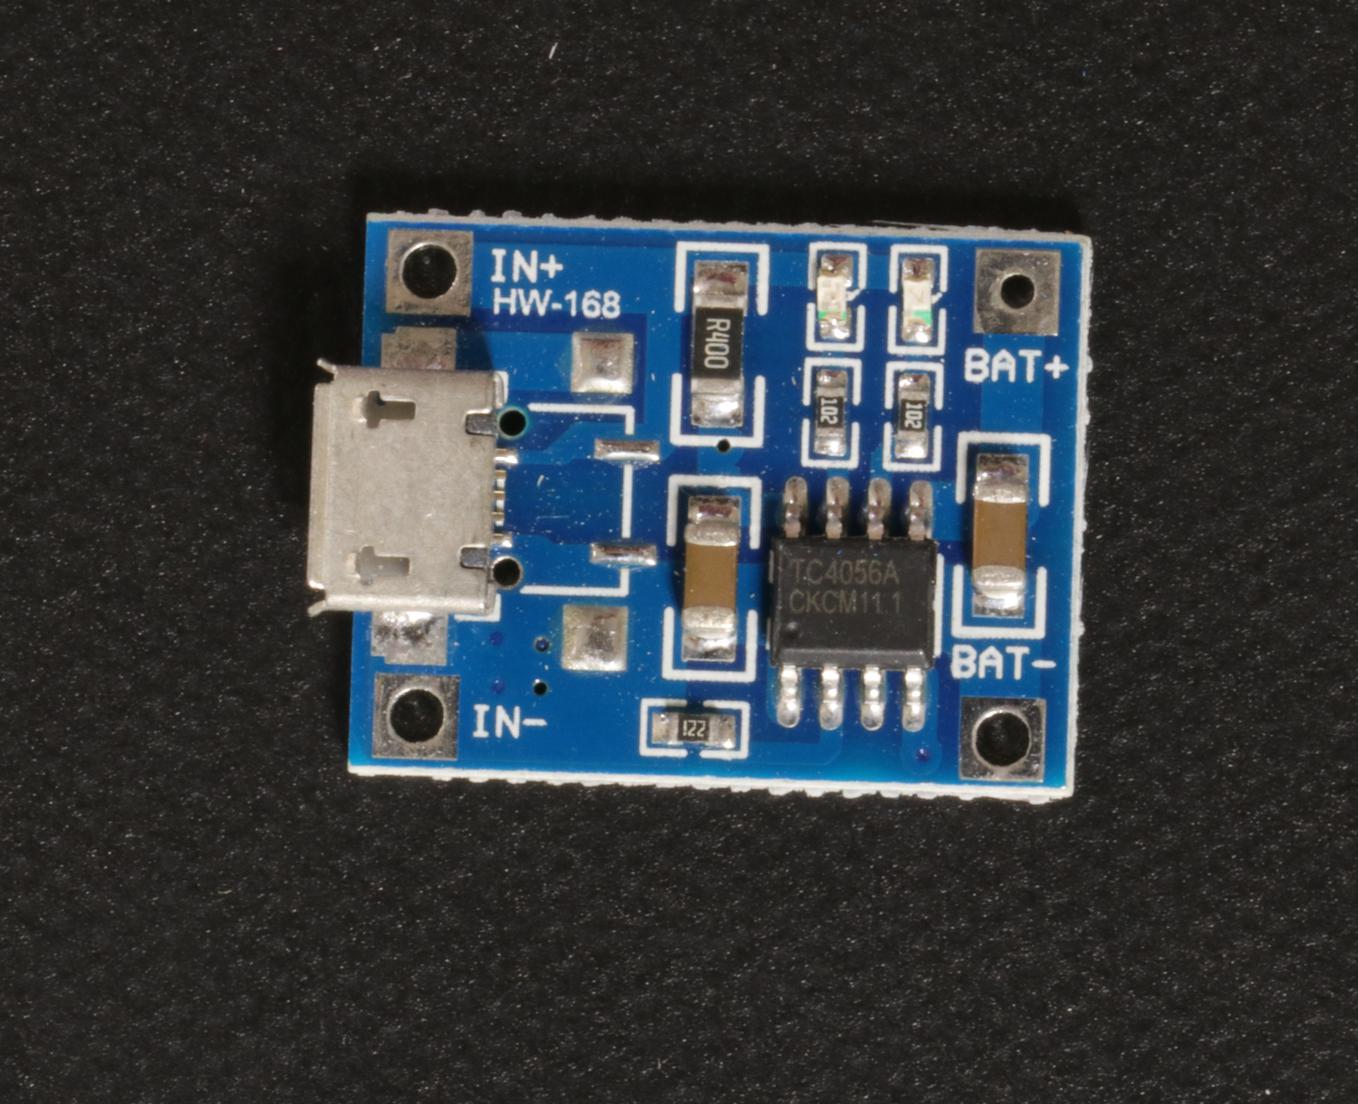 IN+
HW-168
R400
102
102
BAT+
TC4056A
CKCM11.1
BAT-
IN-
122